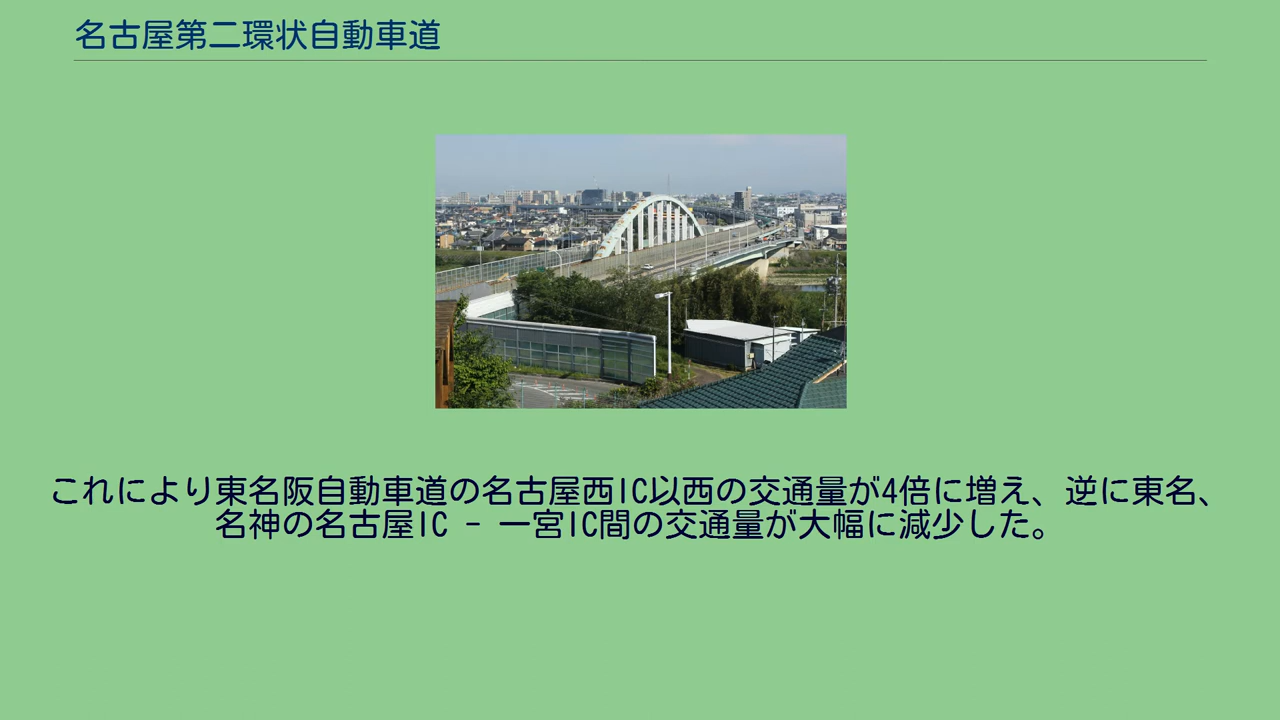 名古屋第二環状自動車道
これにより東名阪自動車道の名古屋西IC以西の交通量が4倍に増え、逆に東名、
名神の名古屋IC - 一宮IC間の交通量が大幅に減少した。